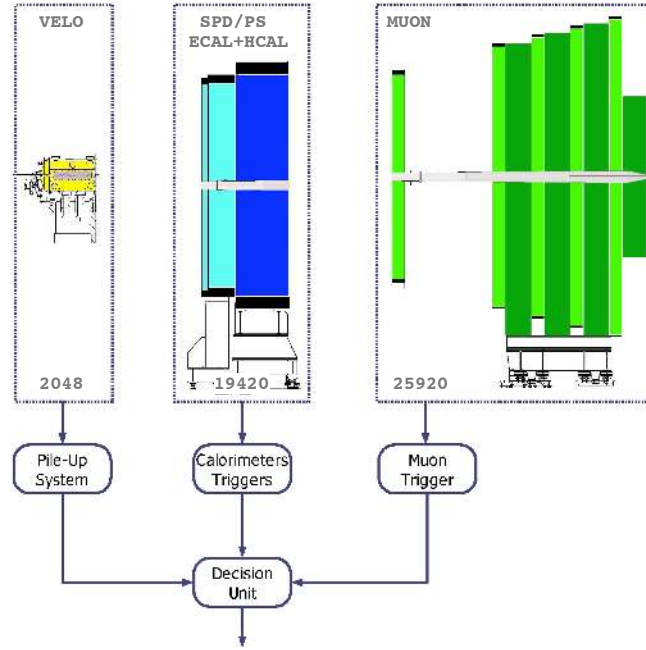 VELO
SPD/PS
ECAL+HCAL
MUON
2048
19420
25920
Pile-Up
System
Calorimeters
Triggers
Muon
Trigger
Decision
Unit